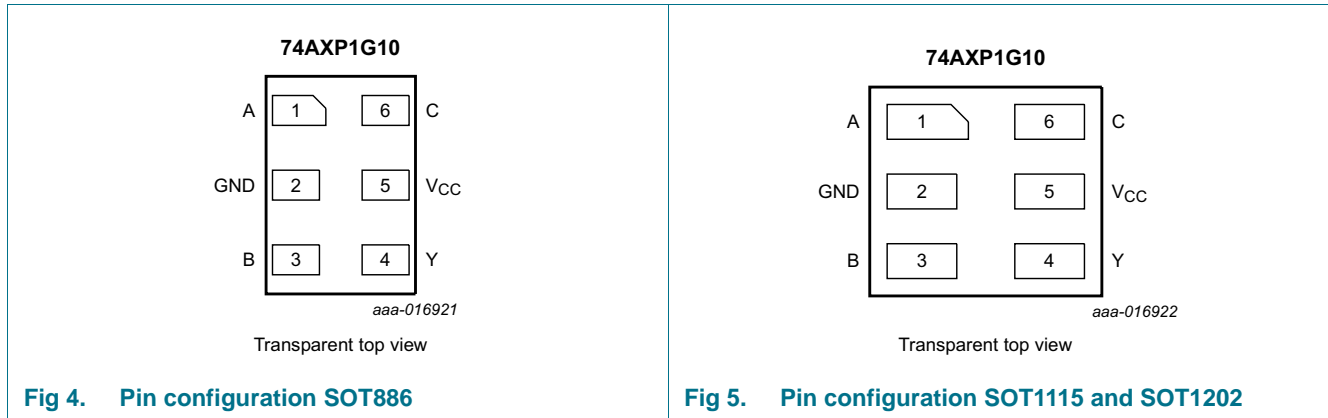 74AXP1G10
A 1 6 C
GND 2 5 VCC
B 3 4 Y
aaa-016921
Transparent top view
Fig 4. Pin configuration SOT886
74AXP1G10
A 1 6 C
GND 2 5 VCC
B 3 4 Y
aaa-016922
Transparent top view
Fig 5. Pin configuration SOT1115 and SOT1202